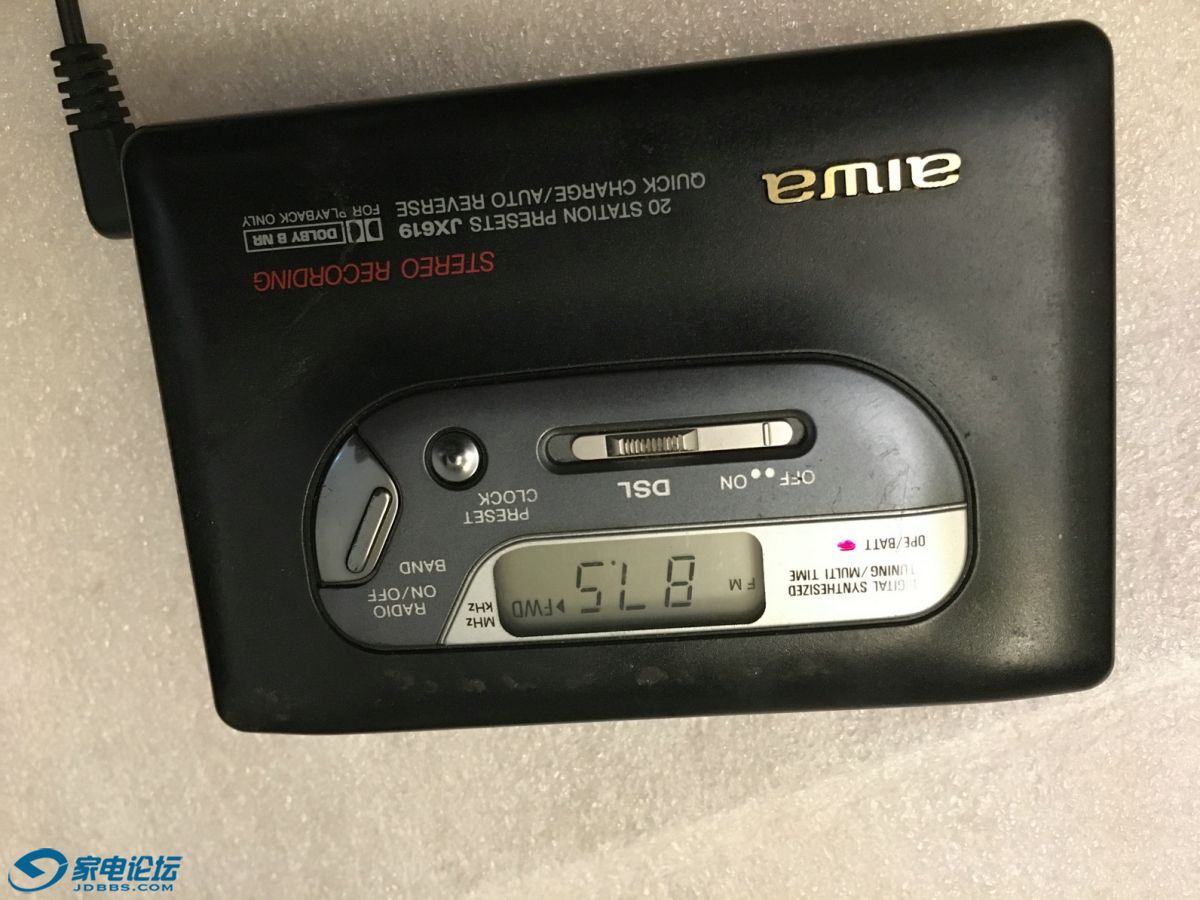 aiwa
20 STATION PRESETS JX619
QUICK CHARGE/AUTO REVERSE
DOLBY B NR
FOR PLAYBACK ONLY
STEREO RECORDING
OFF ON
DSL
PRESET
CLOCK
RADIO
ON/OFF
BAND
OPE/BATT
DIGITAL SYNTHESIZED
TUNING/MULTI TIME
FM 87.5 FWD
MHz
kHz
家电论坛
JDBBS.COM